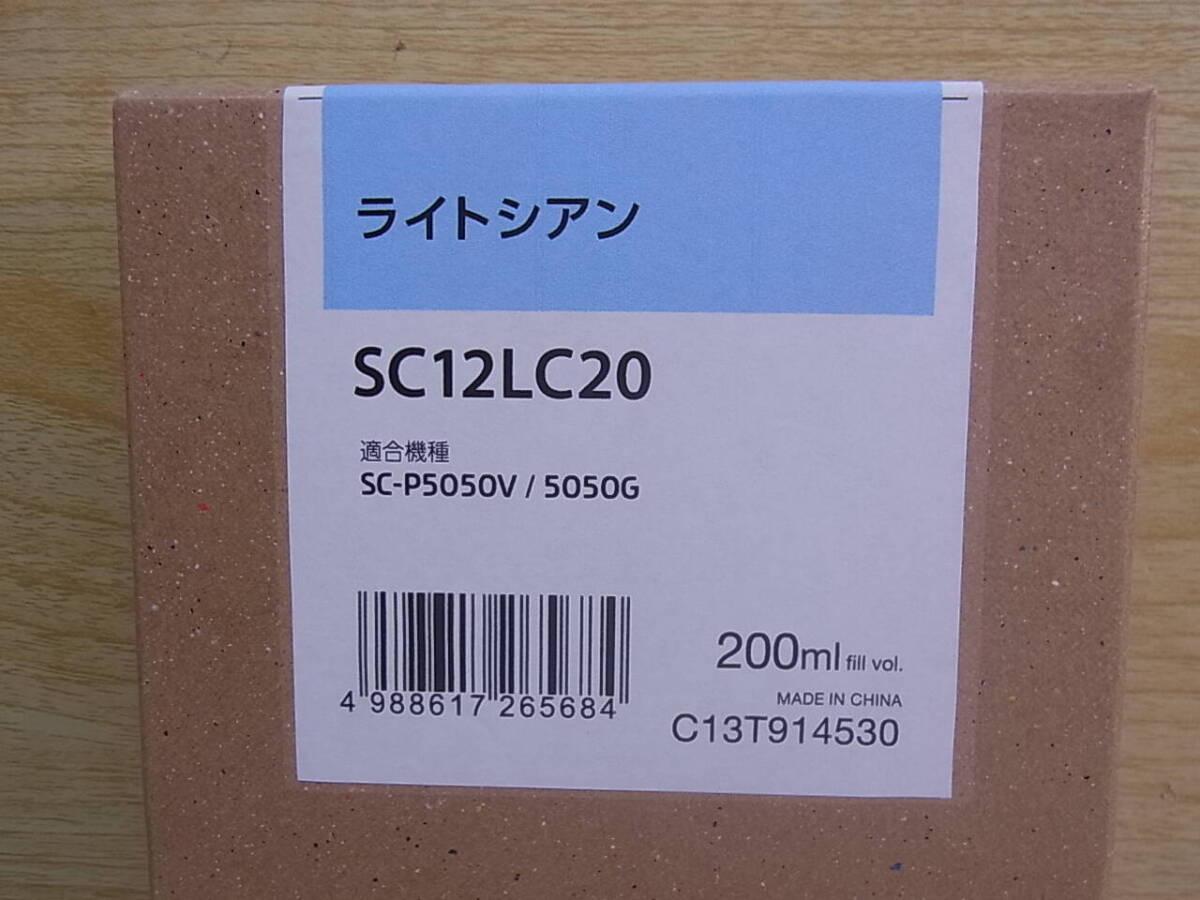 ライトシアン
SC12LC20
適合機種
SC-P5050V / 5050G
4 988617 265684
200ml fill vol.
MADE IN CHINA
C13T914530